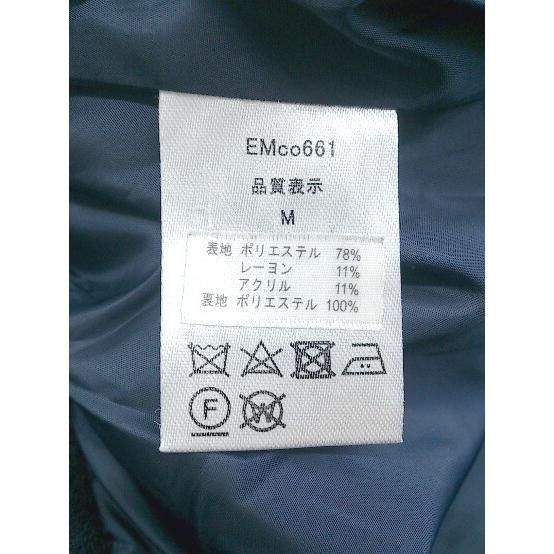 EMco661
品質表示
M
表地 ポリエステル 78%
レーヨン 11%
アクリル 11%
裏地 ポリエステル 100%
F W